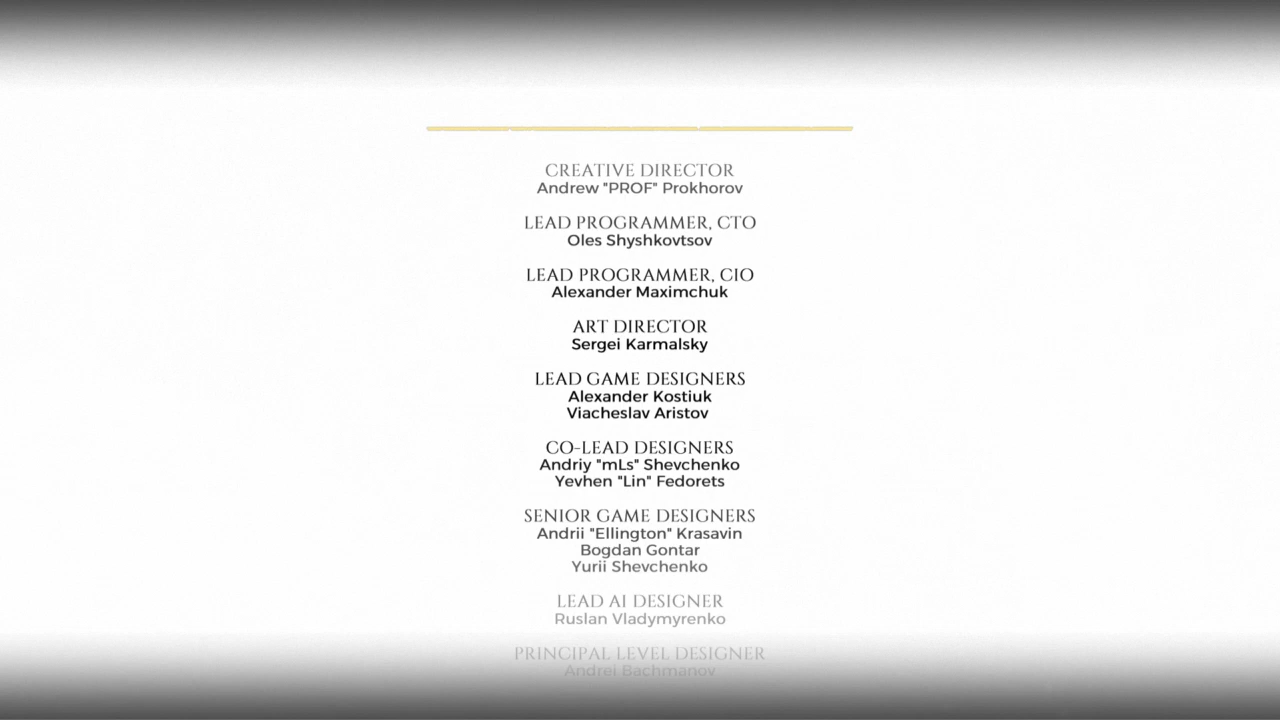 CREATIVE DIRECTOR
Andrew "PROF" Prokhorov
LEAD PROGRAMMER, CTO
Oles Shyshkovtsov
LEAD PROGRAMMER, CIO
Alexander Maximchuk
ART DIRECTOR
Sergei Karmalsky
LEAD GAME DESIGNERS
Alexander Kostiuk
Viacheslav Aristov
CO-LEAD DESIGNERS
Andriy "mLs" Shevchenko
Yevhen "Lin" Fedorets
SENIOR GAME DESIGNERS
Andrii "Ellington" Krasavin
Bogdan Gontar
Yurii Shevchenko
LEAD AI DESIGNER
Ruslan Vladymyrenko
PRINCIPAL LEVEL DESIGNER
Andrei Bachmanov